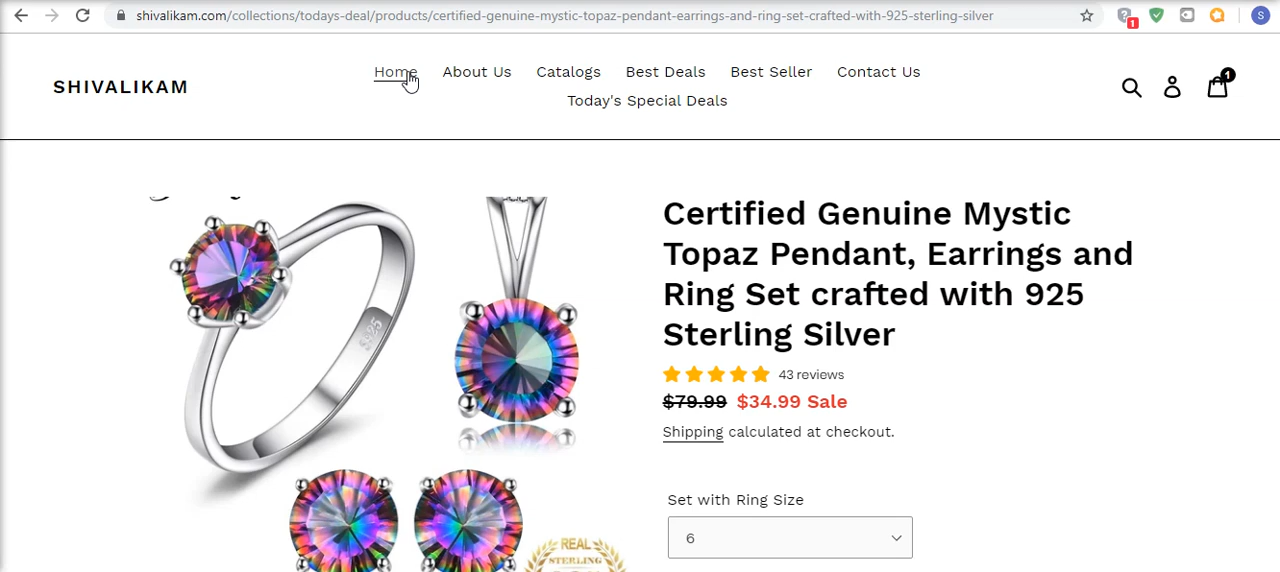 shivalikam.com/collections/todays-deal/products/certified-genuine-mystic-topaz-pendant-earrings-and-ring-set-crafted-with-925-sterling-silver
1
S
SHIVALIKAM
Home About Us Catalogs Best Deals Best Seller Contact Us
Today's Special Deals
1
Certified Genuine Mystic
Topaz Pendant, Earrings and
Ring Set crafted with 925
Sterling Silver
43 reviews
$79.99 $34.99 Sale
Shipping calculated at checkout.
Set with Ring Size
6
REAL
STERLING